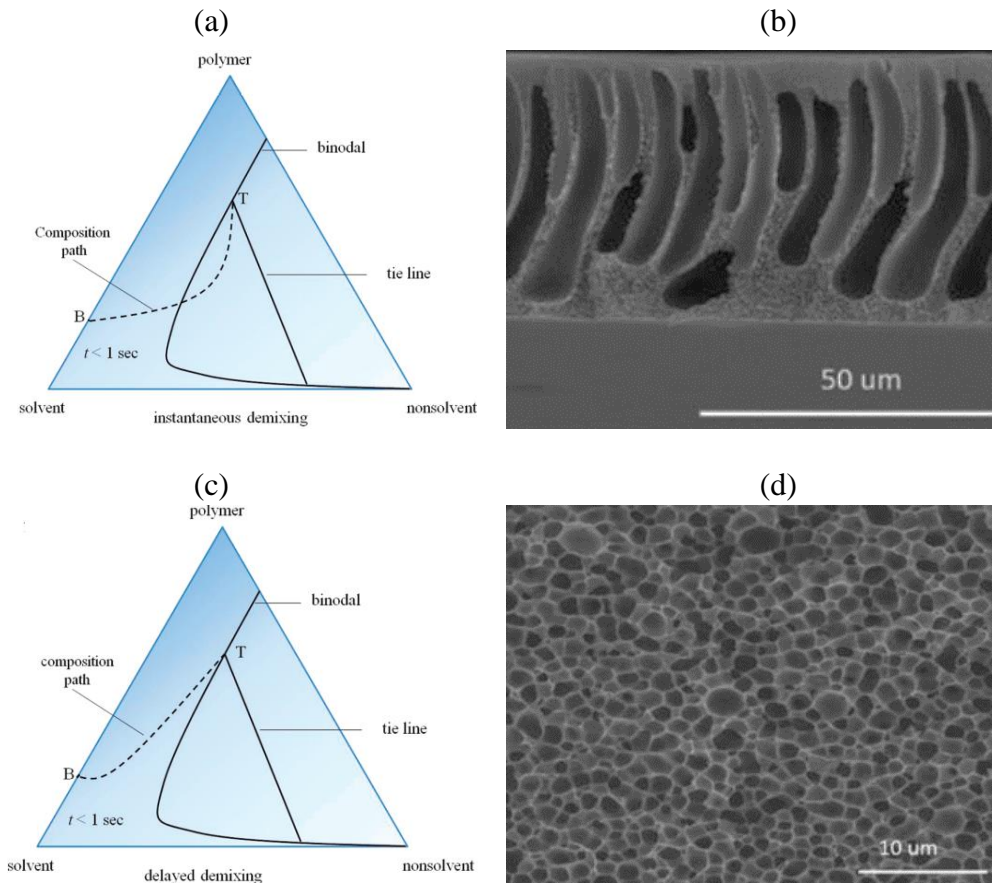 (a)
polymer
binodal
T
Composition
path
tie line
B
t < 1 sec
solvent
nonsolvent
instantaneous demixing
(b)
50 um
(c)
polymer
binodal
T
composition
path
tie line
B
t < 1 sec
solvent
nonsolvent
delayed demixing
(d)
10 um